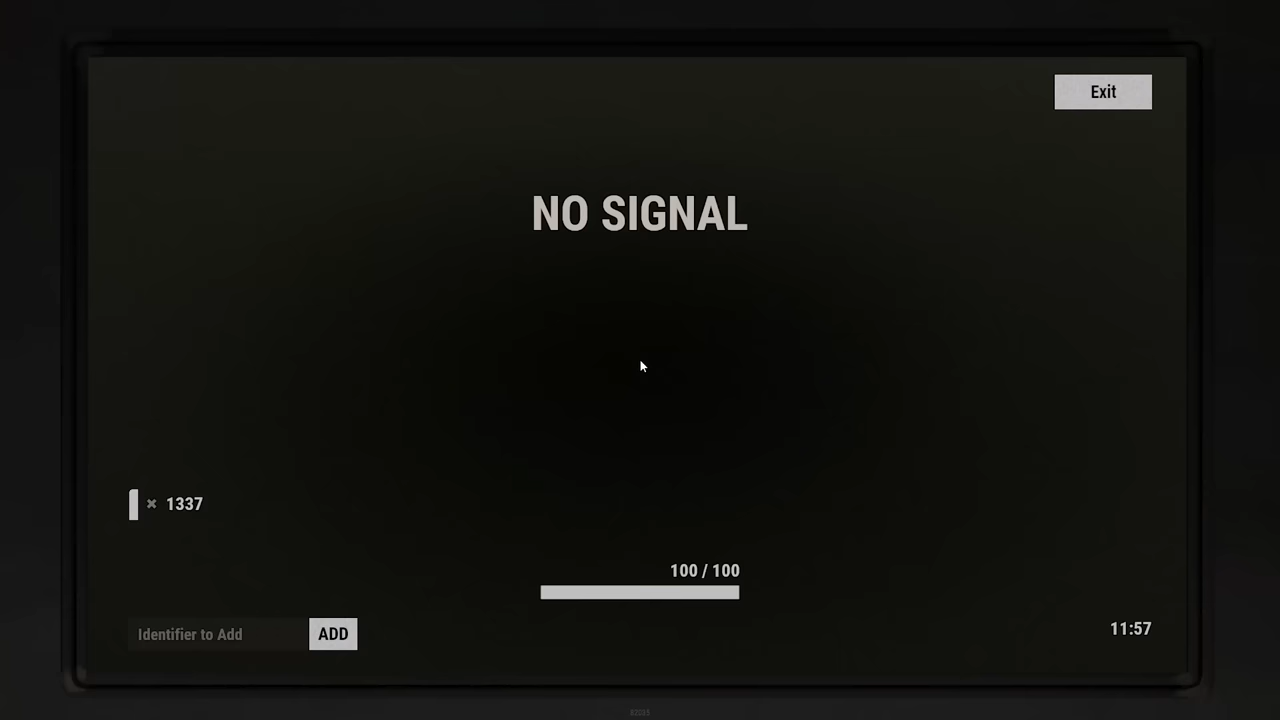 Exit
NO SIGNAL
× 1337
100 / 100
Identifier to Add
ADD
11:57